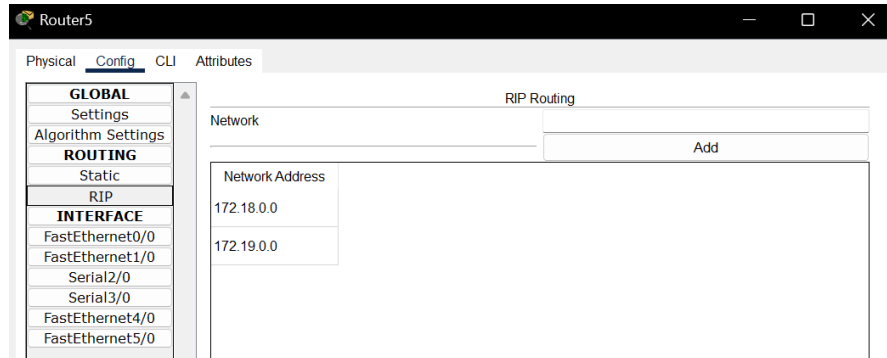 Router5
Physical Config CLI Attributes
GLOBAL
Settings
Algorithm Settings
ROUTING
Static
RIP
INTERFACE
FastEthernet0/0
FastEthernet1/0
Serial2/0
Serial3/0
FastEthernet4/0
FastEthernet5/0
RIP Routing
Network
Add
Network Address
172.18.0.0
172.19.0.0